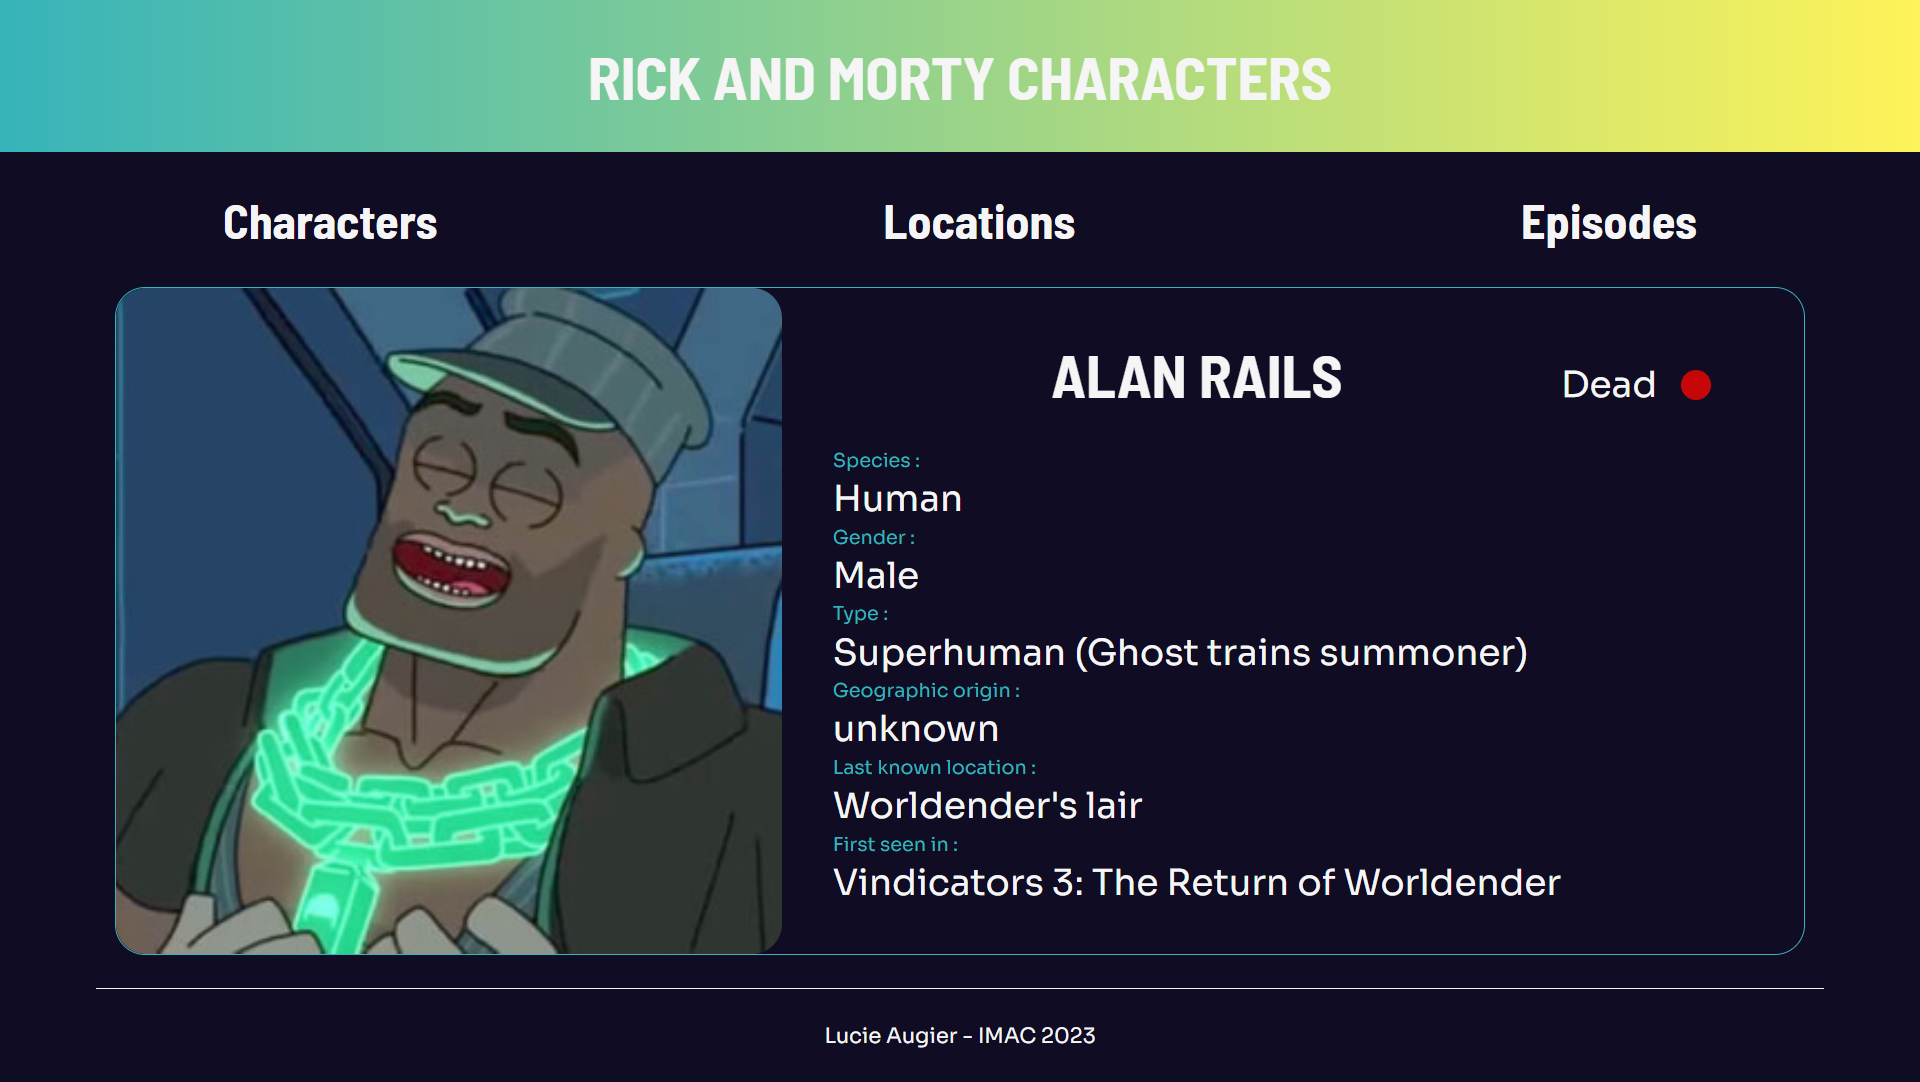 RICK AND MORTY CHARACTERS
Characters
Locations
Episodes
ALAN RAILS
Dead
Species :
Human
Gender :
Male
Type :
Superhuman (Ghost trains summoner)
Geographic origin :
unknown
Last known location :
Worldender's lair
First seen in :
Vindicators 3: The Return of Worldender
Lucie Augier - IMAC 2023